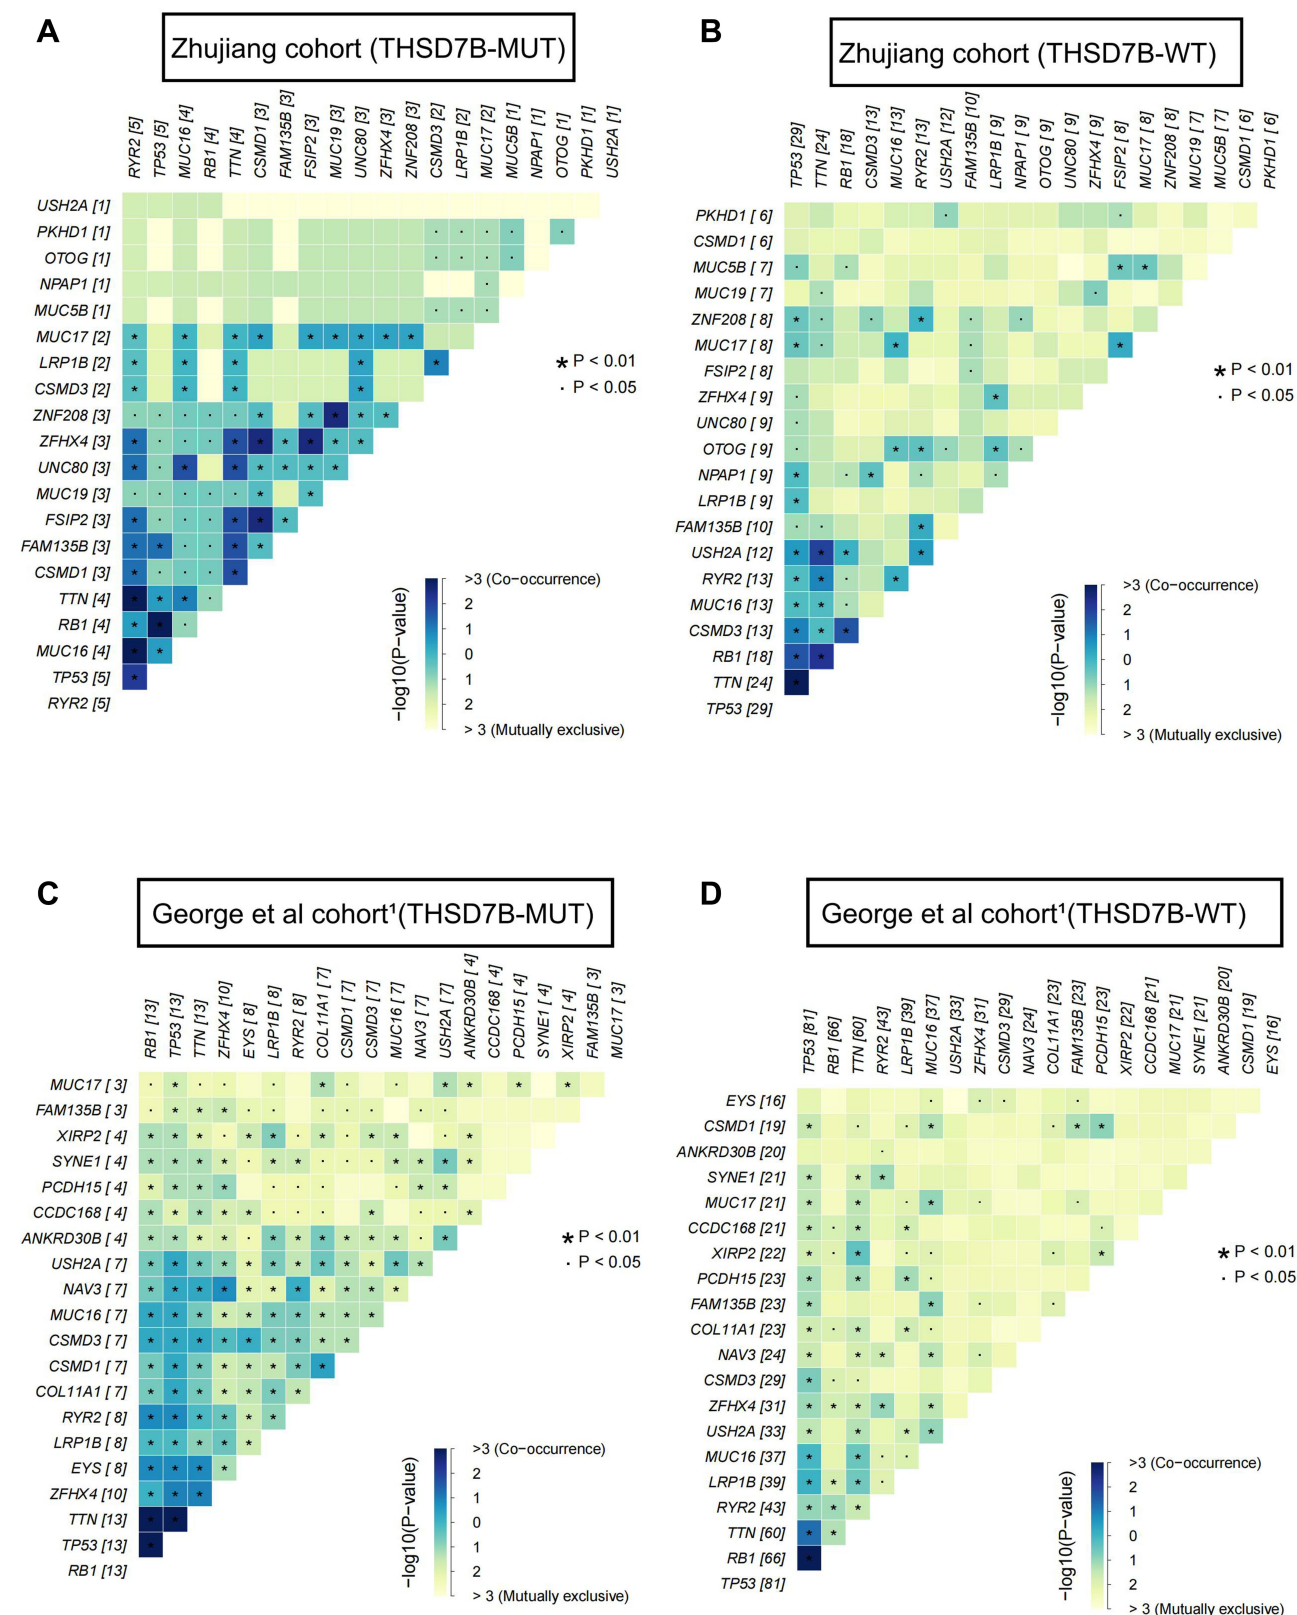 A
Zhujiang cohort (THSD7B-MUT)
RYR2 [5]
TP53 [5]
MUC16 [4]
RB1 [4]
TTN [4]
CSMD1 [3]
FAM135B [3]
FSIP2 [3]
MUC19 [3]
UNC80 [3]
ZFHX4 [3]
ZNF208 [3]
CSMD3 [2]
LRP1B [2]
MUC17 [2]
MUC5B [1]
NPAP1 [1]
OTOG [1]
PKHD1 [1]
USH2A [1]
USH2A [1]
PKHD1 [1]
OTOG [1]
NPAP1 [1]
MUC5B [1]
MUC17 [2]
LRP1B [2]
CSMD3 [2]
ZNF208 [3]
ZFHX4 [3]
UNC80 [3]
MUC19 [3]
FSIP2 [3]
FAM135B [3]
CSMD1 [3]
TTN [4]
RB1 [4]
MUC16 [4]
TP53 [5]
RYR2 [5]
* P < 0.01
· P < 0.05
−log10(P−value)
>3 (Co−occurrence)
2
1
0
1
2
> 3 (Mutually exclusive)
B
Zhujiang cohort (THSD7B-WT)
TP53 [29]
TTN [24]
RB1 [18]
CSMD3 [13]
MUC16 [13]
RYR2 [13]
USH2A [12]
FAM135B [10]
LRP1B [ 9]
NPAP1 [ 9]
OTOG [ 9]
UNC80 [ 9]
ZFHX4 [ 9]
FSIP2 [ 8]
MUC17 [ 8]
ZNF208 [ 8]
MUC19 [ 7]
MUC5B [ 7]
CSMD1 [ 6]
PKHD1 [ 6]
PKHD1 [ 6]
CSMD1 [ 6]
MUC5B [ 7]
MUC19 [ 7]
ZNF208 [ 8]
MUC17 [ 8]
FSIP2 [ 8]
ZFHX4 [ 9]
UNC80 [ 9]
OTOG [ 9]
NPAP1 [ 9]
LRP1B [ 9]
FAM135B [10]
USH2A [12]
RYR2 [13]
MUC16 [13]
CSMD3 [13]
RB1 [18]
TTN [24]
TP53 [29]
* P < 0.01
· P < 0.05
−log10(P−value)
>3 (Co−occurrence)
2
1
0
1
2
> 3 (Mutually exclusive)
C
George et al cohort¹(THSD7B-MUT)
RB1 [13]
TP53 [13]
TTN [13]
ZFHX4 [10]
EYS [ 8]
LRP1B [ 8]
RYR2 [ 8]
COL11A1 [ 7]
CSMD1 [ 7]
CSMD3 [ 7]
MUC16 [ 7]
NAV3 [ 7]
USH2A [ 7]
ANKRD30B [ 4]
CCDC168 [ 4]
PCDH15 [ 4]
SYNE1 [ 4]
XIRP2 [ 4]
FAM135B [ 3]
MUC17 [ 3]
MUC17 [ 3]
FAM135B [ 3]
XIRP2 [ 4]
SYNE1 [ 4]
PCDH15 [ 4]
CCDC168 [ 4]
ANKRD30B [ 4]
USH2A [ 7]
NAV3 [ 7]
MUC16 [ 7]
CSMD3 [ 7]
CSMD1 [ 7]
COL11A1 [ 7]
RYR2 [ 8]
LRP1B [ 8]
EYS [ 8]
ZFHX4 [10]
TTN [13]
TP53 [13]
RB1 [13]
* P < 0.01
· P < 0.05
−log10(P−value)
>3 (Co−occurrence)
2
1
0
1
2
> 3 (Mutually exclusive)
D
George et al cohort¹(THSD7B-WT)
TP53 [81]
RB1 [66]
TTN [60]
RYR2 [43]
LRP1B [39]
MUC16 [37]
USH2A [33]
ZFHX4 [31]
CSMD3 [29]
NAV3 [24]
COL11A1 [23]
FAM135B [23]
PCDH15 [23]
XIRP2 [22]
CCDC168 [21]
MUC17 [21]
SYNE1 [21]
ANKRD30B [20]
CSMD1 [19]
EYS [16]
EYS [16]
CSMD1 [19]
ANKRD30B [20]
SYNE1 [21]
MUC17 [21]
CCDC168 [21]
XIRP2 [22]
PCDH15 [23]
FAM135B [23]
COL11A1 [23]
NAV3 [24]
CSMD3 [29]
ZFHX4 [31]
USH2A [33]
MUC16 [37]
LRP1B [39]
RYR2 [43]
TTN [60]
RB1 [66]
TP53 [81]
* P < 0.01
· P < 0.05
−log10(P−value)
>3 (Co−occurrence)
2
1
0
1
2
> 3 (Mutually exclusive)